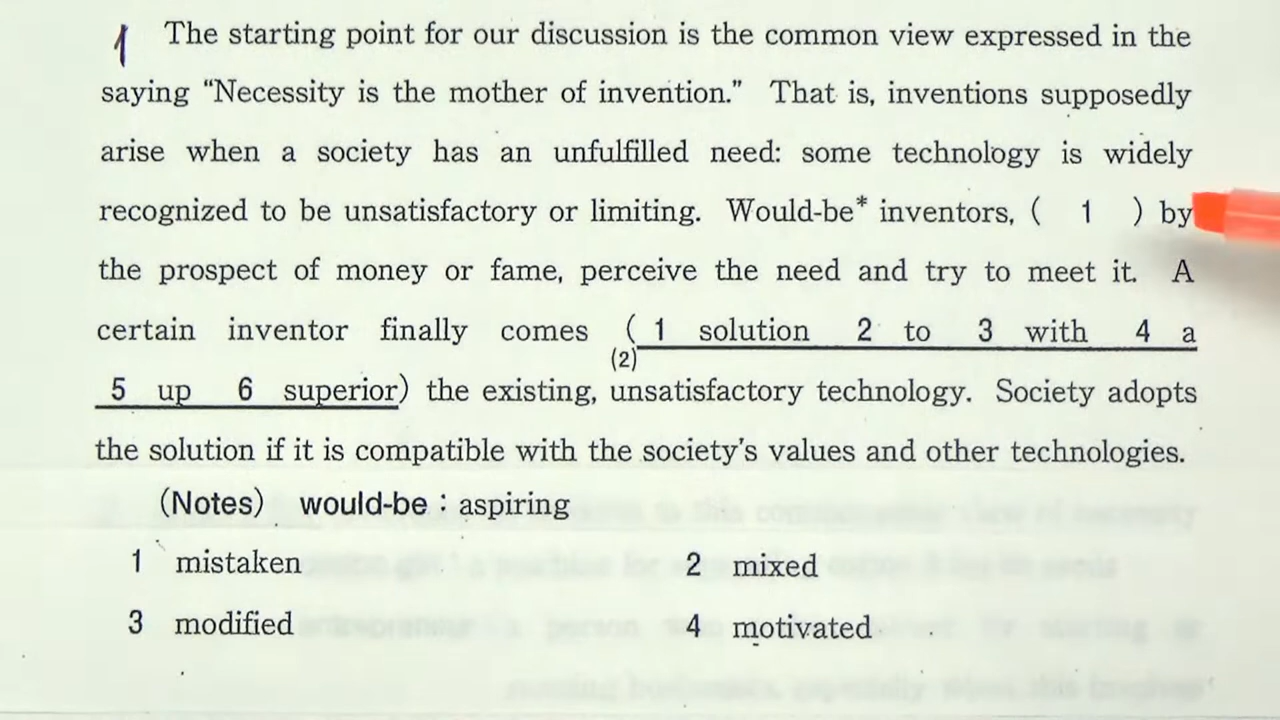 1 The starting point for our discussion is the common view expressed in the
saying “Necessity is the mother of invention.” That is, inventions supposedly
arise when a society has an unfulfilled need: some technology is widely
recognized to be unsatisfactory or limiting. Would-be* inventors, ( 1 ) by
the prospect of money or fame, perceive the need and try to meet it. A
certain inventor finally comes ( 1 solution 2 to 3 with 4 a
(2)
5 up 6 superior) the existing, unsatisfactory technology. Society adopts
the solution if it is compatible with the society's values and other technologies.
(Notes) would-be : aspiring
1 mistaken 2 mixed
3 modified 4 motivated